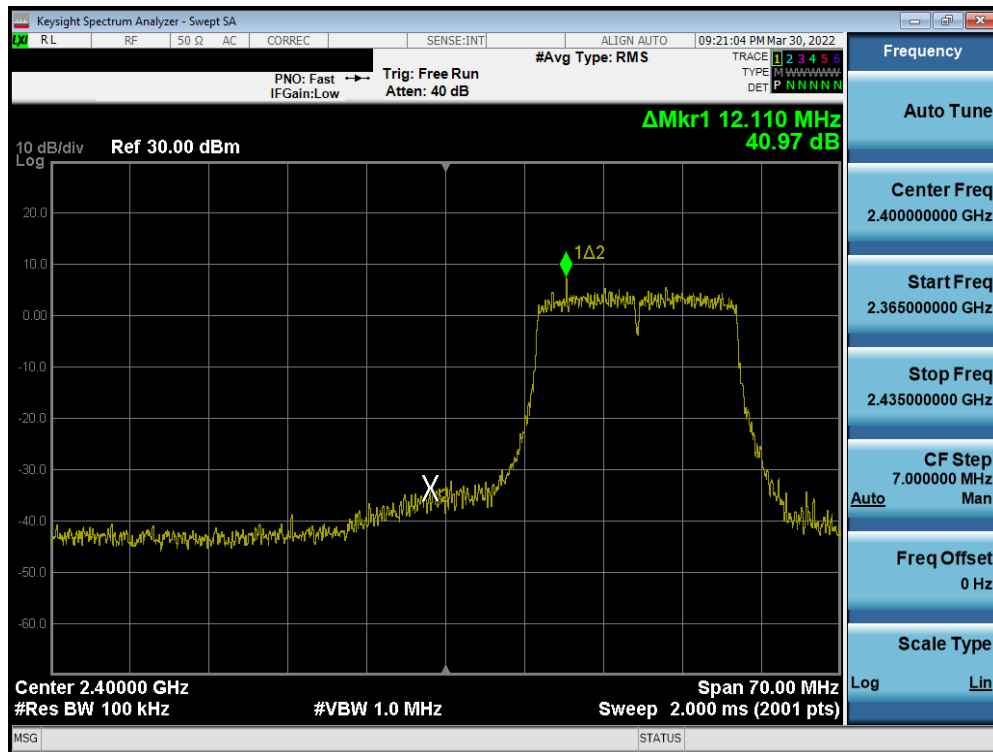 Keysight Spectrum Analyzer - Swept SA
LXI RL RF 50 Ω AC CORREC SENSE:INT ALIGN AUTO 09:21:04 PM Mar 30, 2022
PNO: Fast
IFGain:Low
Trig: Free Run
Atten: 40 dB
#Avg Type: RMS
TRACE 1 2 3 4 5 6
TYPE M WWWWW
DET P N N N N N
ΔMkr1 12.110 MHz
40.97 dB
10 dB/div
Log
Ref 30.00 dBm
20.0
10.0
0.00
-10.0
-20.0
-30.0
-40.0
-50.0
-60.0
1Δ2
X
Center 2.40000 GHz
Span 70.00 MHz
#Res BW 100 kHz
#VBW 1.0 MHz
Sweep 2.000 ms (2001 pts)
MSG
STATUS
Frequency
Auto Tune
Center Freq
2.400000000 GHz
Start Freq
2.365000000 GHz
Stop Freq
2.435000000 GHz
CF Step
7.000000 MHz
Auto Man
Freq Offset
0 Hz
Scale Type
Log Lin